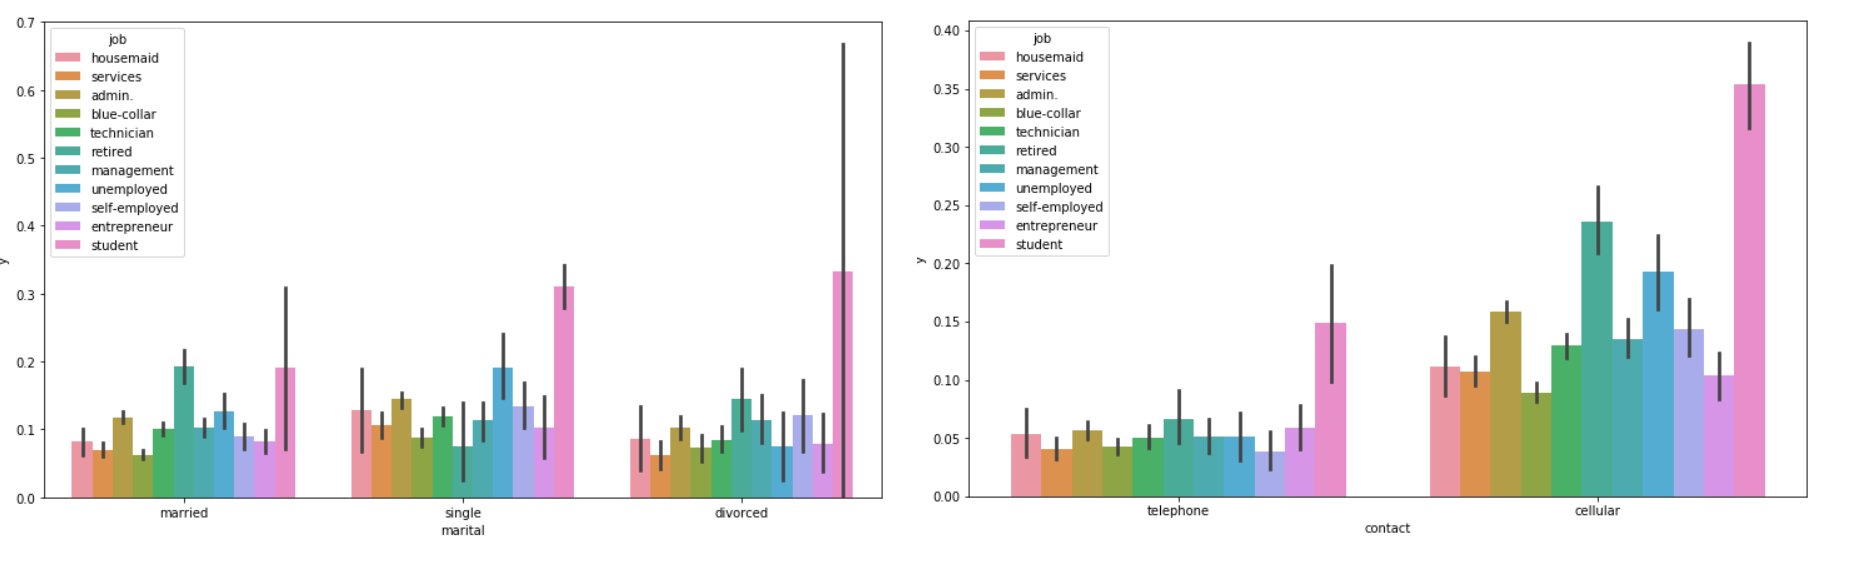 0.7
0.6
0.5
0.4
0.3
0.2
0.1
0.0
y
job
housemaid
services
admin.
blue-collar
technician
retired
management
unemployed
self-employed
entrepreneur
student
married single divorced
marital
0.40
0.35
0.30
0.25
0.20
0.15
0.10
0.05
0.00
y
job
housemaid
services
admin.
blue-collar
technician
retired
management
unemployed
self-employed
entrepreneur
student
telephone cellular
contact